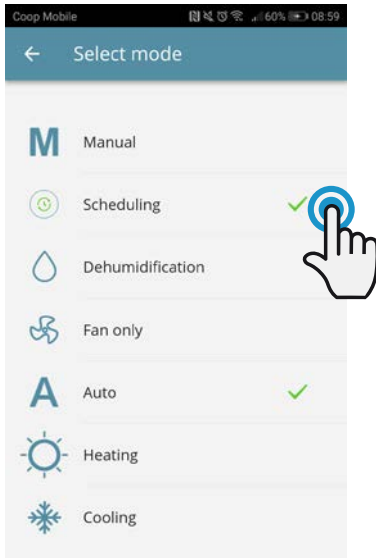 Coop Mobile 60% 08:59
← Select mode
M Manual
Scheduling
Dehumidification
Fan only
A Auto
Heating
Cooling